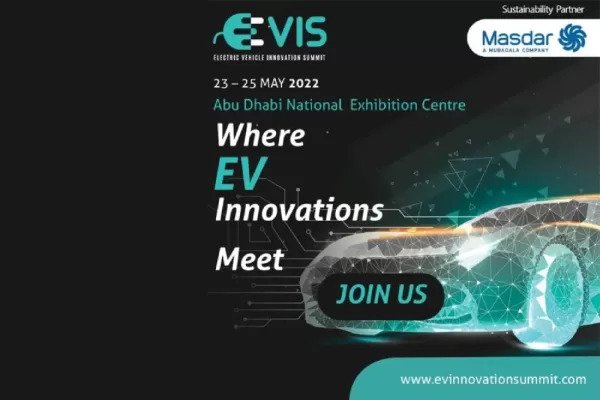 Sustainability Partner
Masdar
A MUBADALA COMPANY
EVIS
ELECTRIC VEHICLE INNOVATION SUMMIT
23 – 25 MAY 2022
Abu Dhabi National Exhibition Centre
Where
EV
Innovations
Meet
JOIN US
www.evinnovationsummit.com